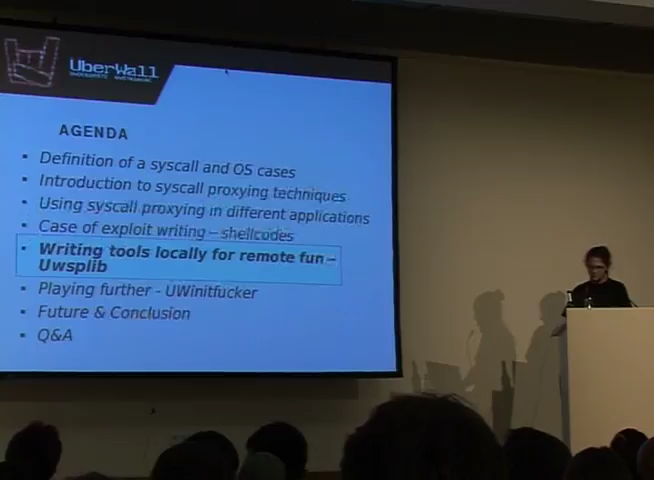 UberWall
AGENDA
▪ Definition of a syscall and OS cases
▪ Introduction to syscall proxying techniques
▪ Using syscall proxying in different applications
▪ Case of exploit writing – shellcodes
▪ Writing tools locally for remote fun –
Uwsplib
▪ Playing further - UWinitfucker
▪ Future & Conclusion
▪ Q&A